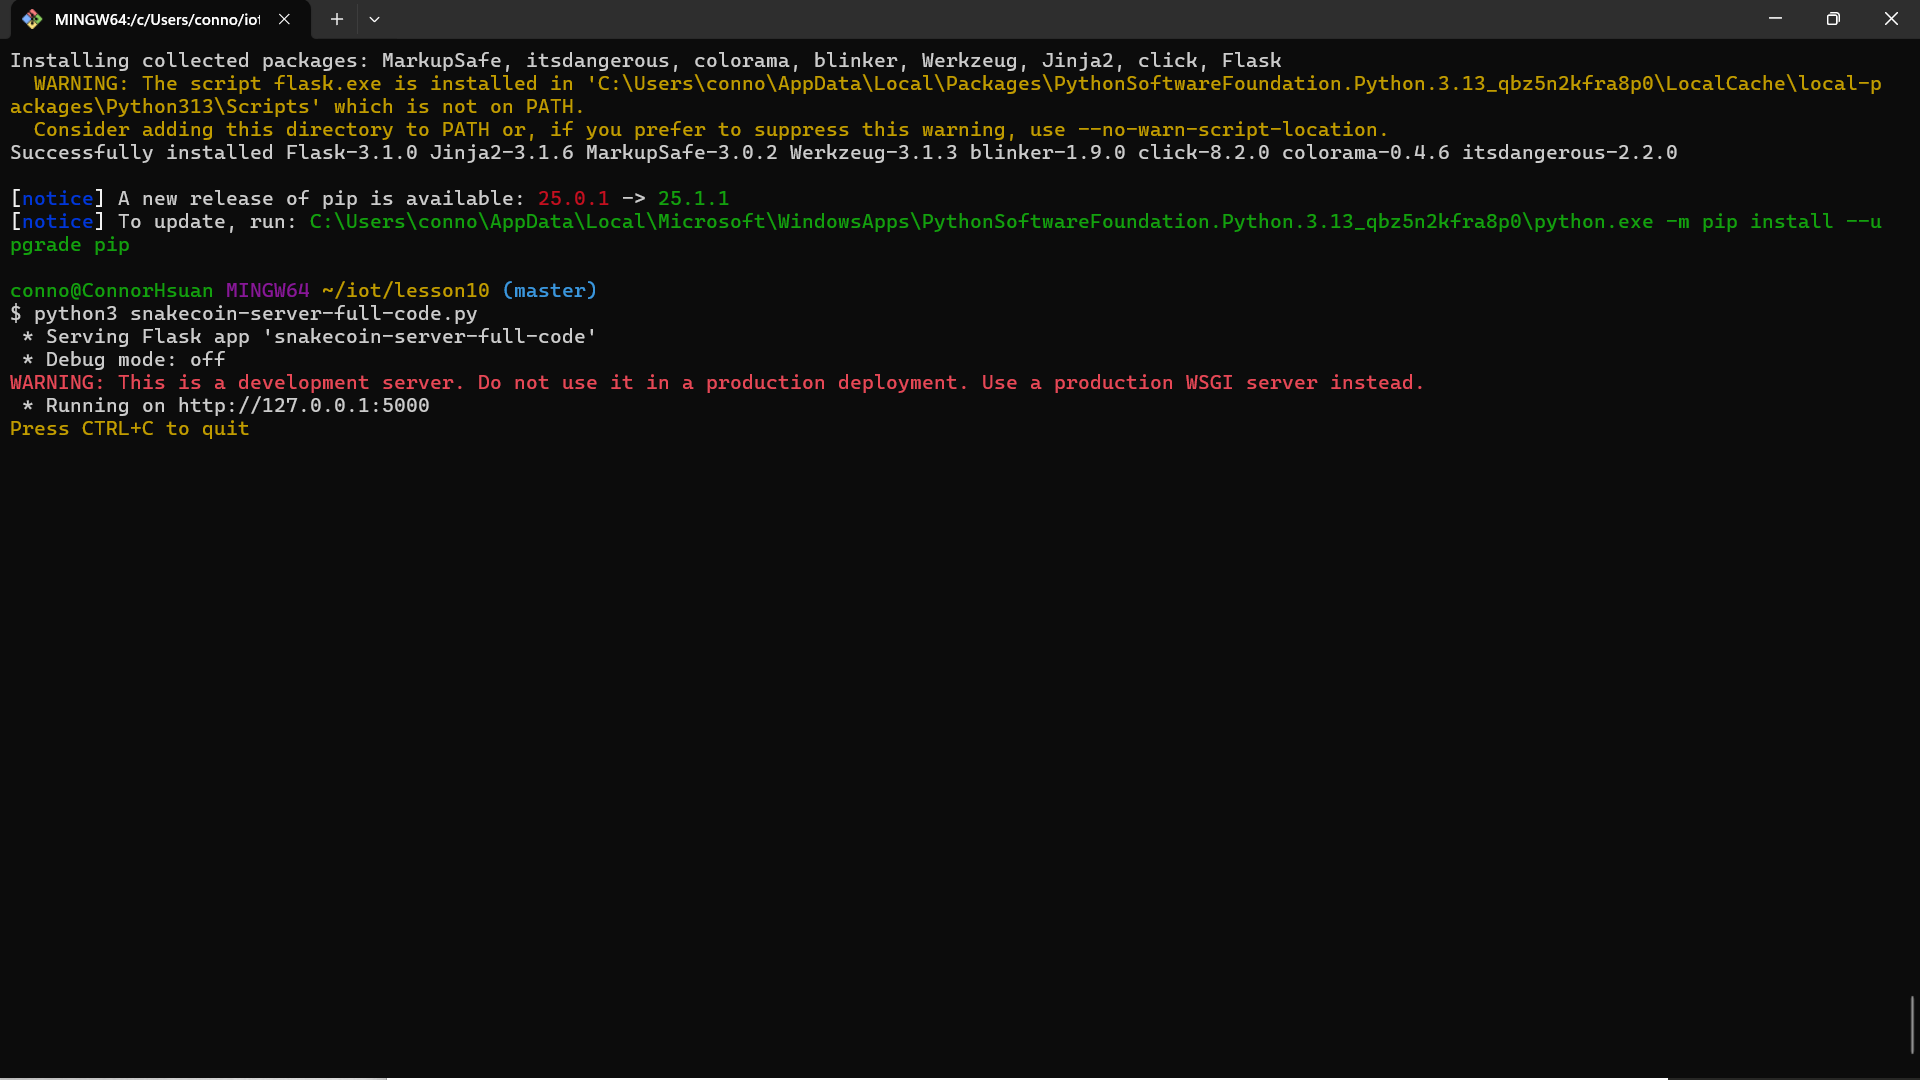 MINGW64:/c/Users/conno/iot
Installing collected packages: MarkupSafe, itsdangerous, colorama, blinker, Werkzeug, Jinja2, click, Flask
  WARNING: The script flask.exe is installed in 'C:\Users\conno\AppData\Local\Packages\PythonSoftwareFoundation.Python.3.13_qbz5n2kfra8p0\LocalCache\local-p
ackages\Python313\Scripts' which is not on PATH.
  Consider adding this directory to PATH or, if you prefer to suppress this warning, use --no-warn-script-location.
Successfully installed Flask-3.1.0 Jinja2-3.1.6 MarkupSafe-3.0.2 Werkzeug-3.1.3 blinker-1.9.0 click-8.2.0 colorama-0.4.6 itsdangerous-2.2.0
[notice] A new release of pip is available: 25.0.1 -> 25.1.1
[notice] To update, run: C:\Users\conno\AppData\Local\Microsoft\WindowsApps\PythonSoftwareFoundation.Python.3.13_qbz5n2kfra8p0\python.exe -m pip install --u
pgrade pip
conno@ConnorHsuan MINGW64 ~/iot/lesson10 (master)
$ python3 snakecoin-server-full-code.py
 * Serving Flask app 'snakecoin-server-full-code'
 * Debug mode: off
WARNING: This is a development server. Do not use it in a production deployment. Use a production WSGI server instead.
 * Running on http://127.0.0.1:5000
Press CTRL+C to quit